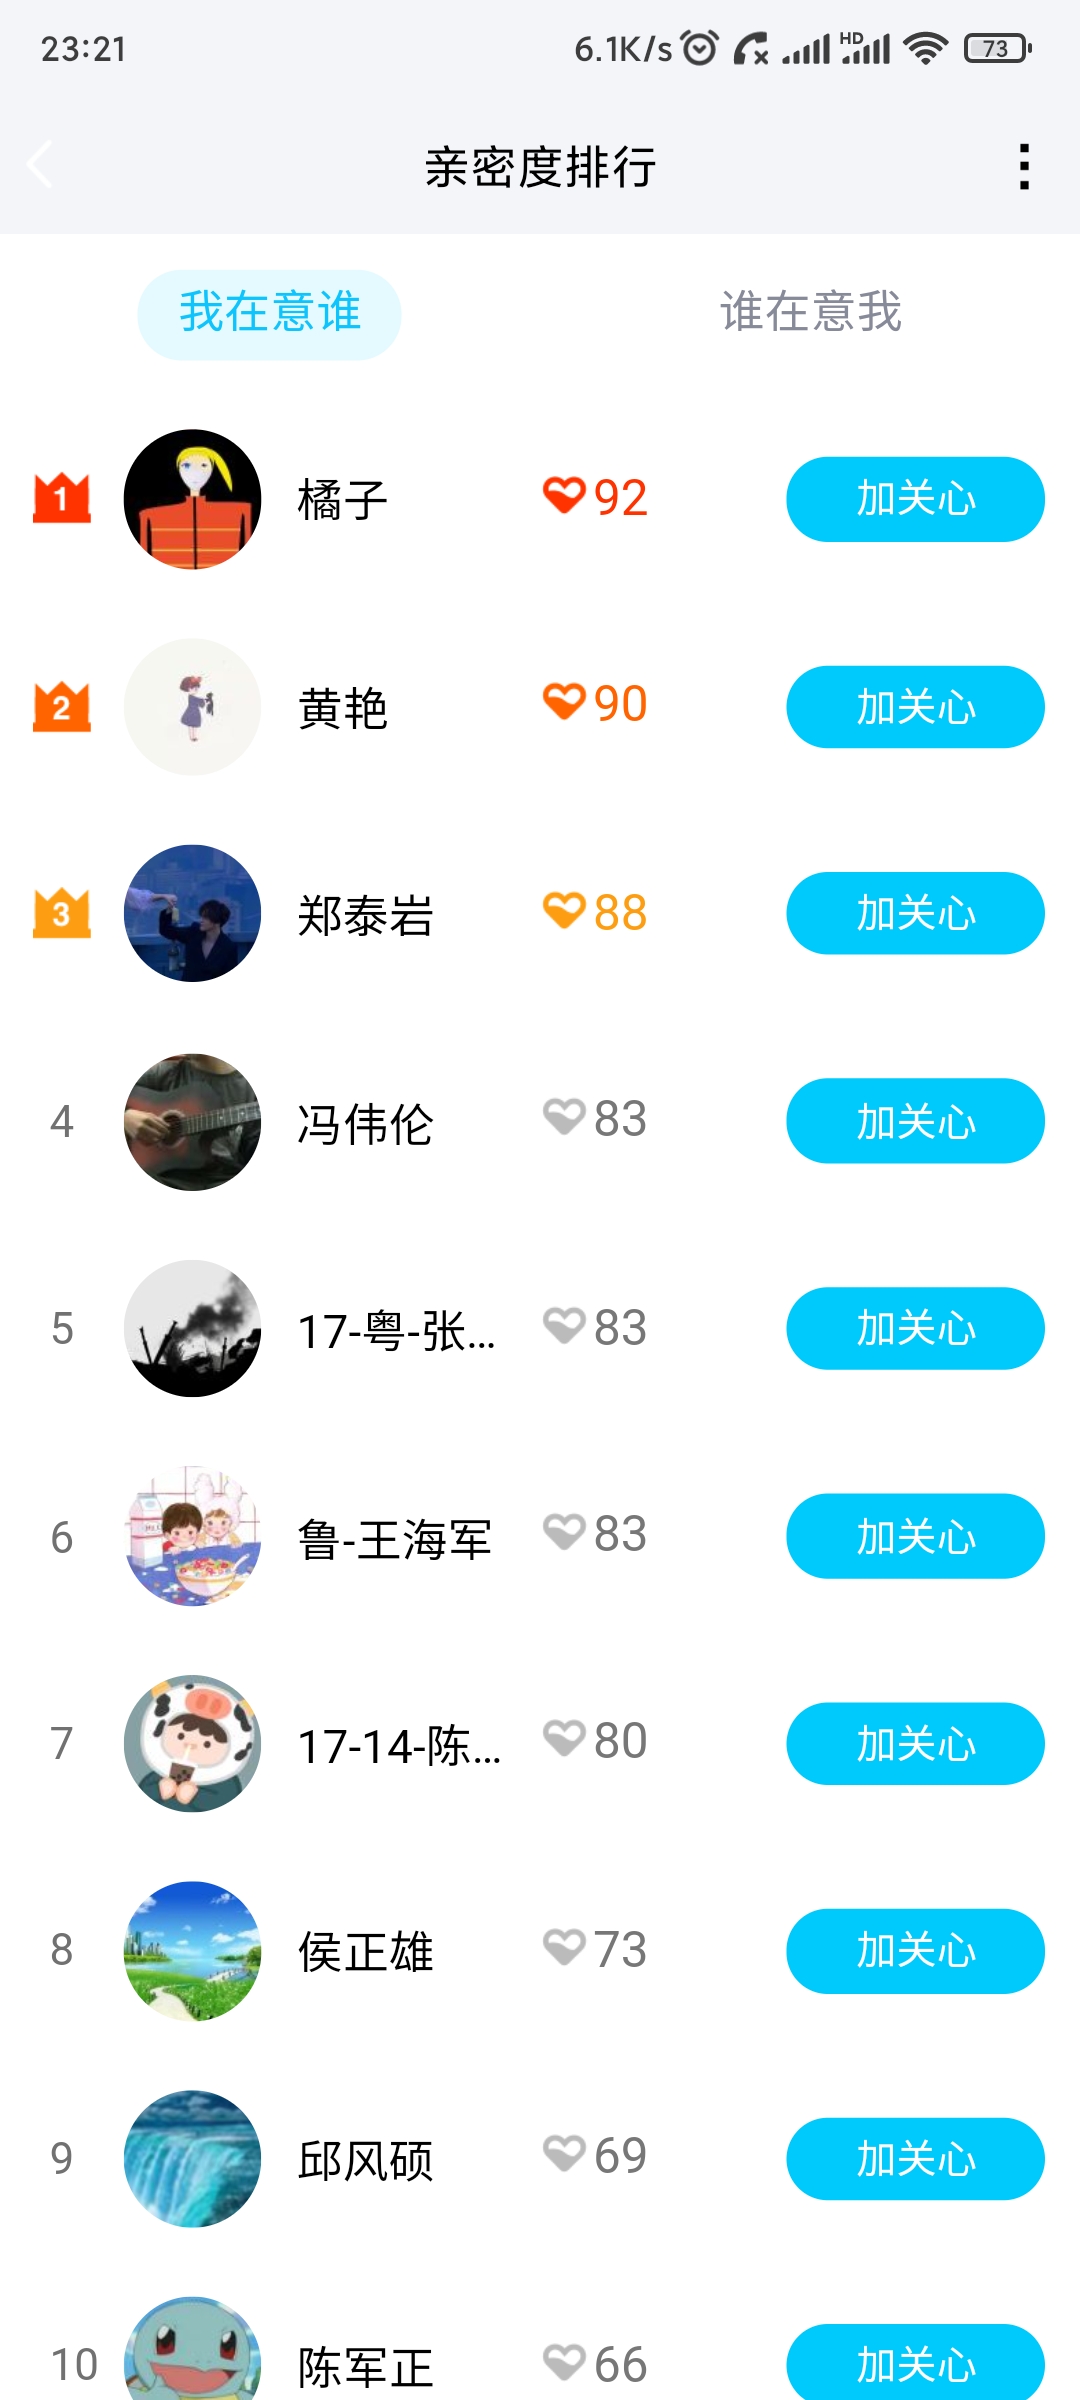 23:21 6.1K/s HD 73
亲密度排行
我在意谁 谁在意我
1 橘子 92 加关心
2 黄艳 90 加关心
3 郑泰岩 88 加关心
4 冯伟伦 83 加关心
5 17-粤-张... 83 加关心
6 鲁-王海军 83 加关心
7 17-14-陈... 80 加关心
8 侯正雄 73 加关心
9 邱风硕 69 加关心
10 陈军正 66 加关心